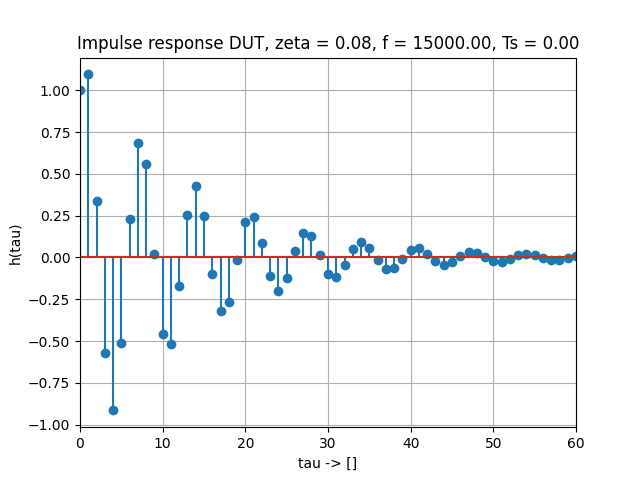 Impulse response DUT, zeta = 0.08, f = 15000.00, Ts = 0.00
1.00
0.75
0.50
0.25
0.00
−0.25
−0.50
−0.75
−1.00
h(tau)
0 10 20 30 40 50 60
tau -> []